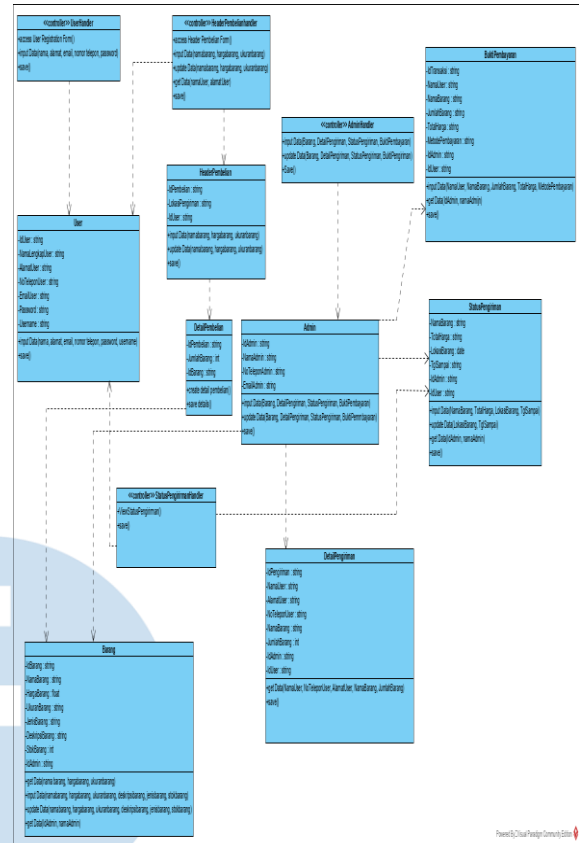 <<controller>> UserHandler
+access User Registration Form()
+input Data(nama, alamat, email, nomor telepon, password)
+save()
<<controller>> HeaderPembelianhandler
+access Header Pembelian Form()
+input Data(namabarang, hargabarang, ukuranbarang)
+update Data(namabarang, hargabarang, ukuranbarang)
+get Data(namaUser, alamatUser)
+save()
BuktiPembayaran
-IdTransaksi : string
-NamaUser : string
-NamaBarang : string
-JumlahBarang : string
-TotalHarga : string
-MetodePembayaran : string
-IdAdmin : string
-IdUser : string
+input Data(NamaUser, NamaBarang, JumlahBarang, TotalHarga, MetodePembayaran)
+get Data(IdAdmin, namaAdmin)
+save()
<<controller>> AdminHandler
+input Data(Barang, DetailPengiriman, StatusPengiriman, BuktiPembayaran)
+update Data(Barang, DetailPengiriman, StatusPengiriman, BuktiPengiriman)
+Save()
HeaderPembelian
-IdPembelian : string
-LokasiPengiriman : string
-IdUser : string
+input Data(namabarang, hargabarang, ukuranbarang)
+update Data(namabarang, hargabarang, ukuranbarang)
+save()
User
-IdUser : string
-NamaLengkapUser : string
-AlamatUser : string
-NoTeleponUser : string
-EmailUser : string
-Password : string
-Username : string
+input Data(nama, alamat, email, nomor telepon, password, username)
+save()
DetailPembelian
-IdPembelian : string
-JumlahBarang : int
-IdBarang : string
+create detail pembelian()
+save details()
Admin
-IdAdmin : string
-NamaAdmin : string
-NoTeleponAdmin : string
-EmailAdmin : string
+input Data(Barang, DetailPengiriman, StatusPengiriman, BuktiPembayaran)
+update Data(Barang, DetailPengiriman, StatusPengiriman, BuktiPemmbayaran)
+save()
StatusPengiriman
-NamaBarang : string
-TotalHarga : string
-LokasiBarang : date
-TglSampai : string
-IdAdmin : string
-IdUser : string
+input Data(NamaBarang, TotalHarga, LokasiBarang, TglSampai)
+update Data(LokasiBarang, TglSampai)
+get Data(IdAdmin, namaAdmin)
+save()
<<controller>> StatusPengirimanHandler
+ViewStatusPengiriman()
+save()
DetailPengiriman
-IdPengiriman : string
-NamaUser : string
-AlamatUser : string
-NoTeleponUser : string
-NamaBarang : string
-JumlahBarang : int
-IdAdmin : string
-IdUser : string
+get Data(NamaUser, NoTeleponUser, AlamatUser, NamaBarang, JumlahBarang)
+save()
Barang
-IdBarang : string
-NamaBarang : string
-HargaBarang : float
-UkuranBarang : string
-JenisBarang : string
-DeskripsiBarang : string
-StokBarang : int
-IdAdmin : string
+get Data(nama barang, hargabarang, ukuranbarang)
+input Data(namabarang, hargabarang, ukuranbarang, deskripsibarang, jenisbarang, stokbarang)
+update Data(namabarang, hargabarang, ukuranbarang, deskripsibarang, jenisbarang, stokbarang)
+get Data(IdAdmin, namaAdmin)
Powered By Visual Paradigm Community Edition